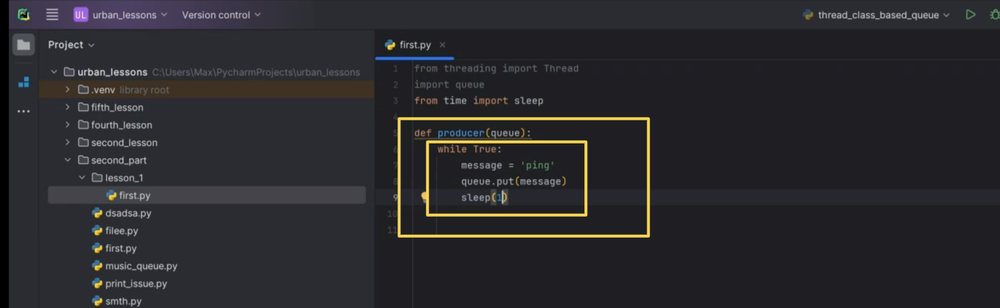 UL urban_lessons Version control thread_class_based_queue
Project
first.py
urban_lessons C:\Users\Max\PycharmProjects\urban_lessons
.venv library root
fifth_lesson
fourth_lesson
second_lesson
second_part
lesson_1
first.py
dsadsa.py
filee.py
first.py
music_queue.py
print_issue.py
smth.py
1 from threading import Thread
2 import queue
3 from time import sleep
4
5 def producer(queue):
6 while True:
7 message = 'ping'
8 queue.put(message)
9 sleep(1)
10
11